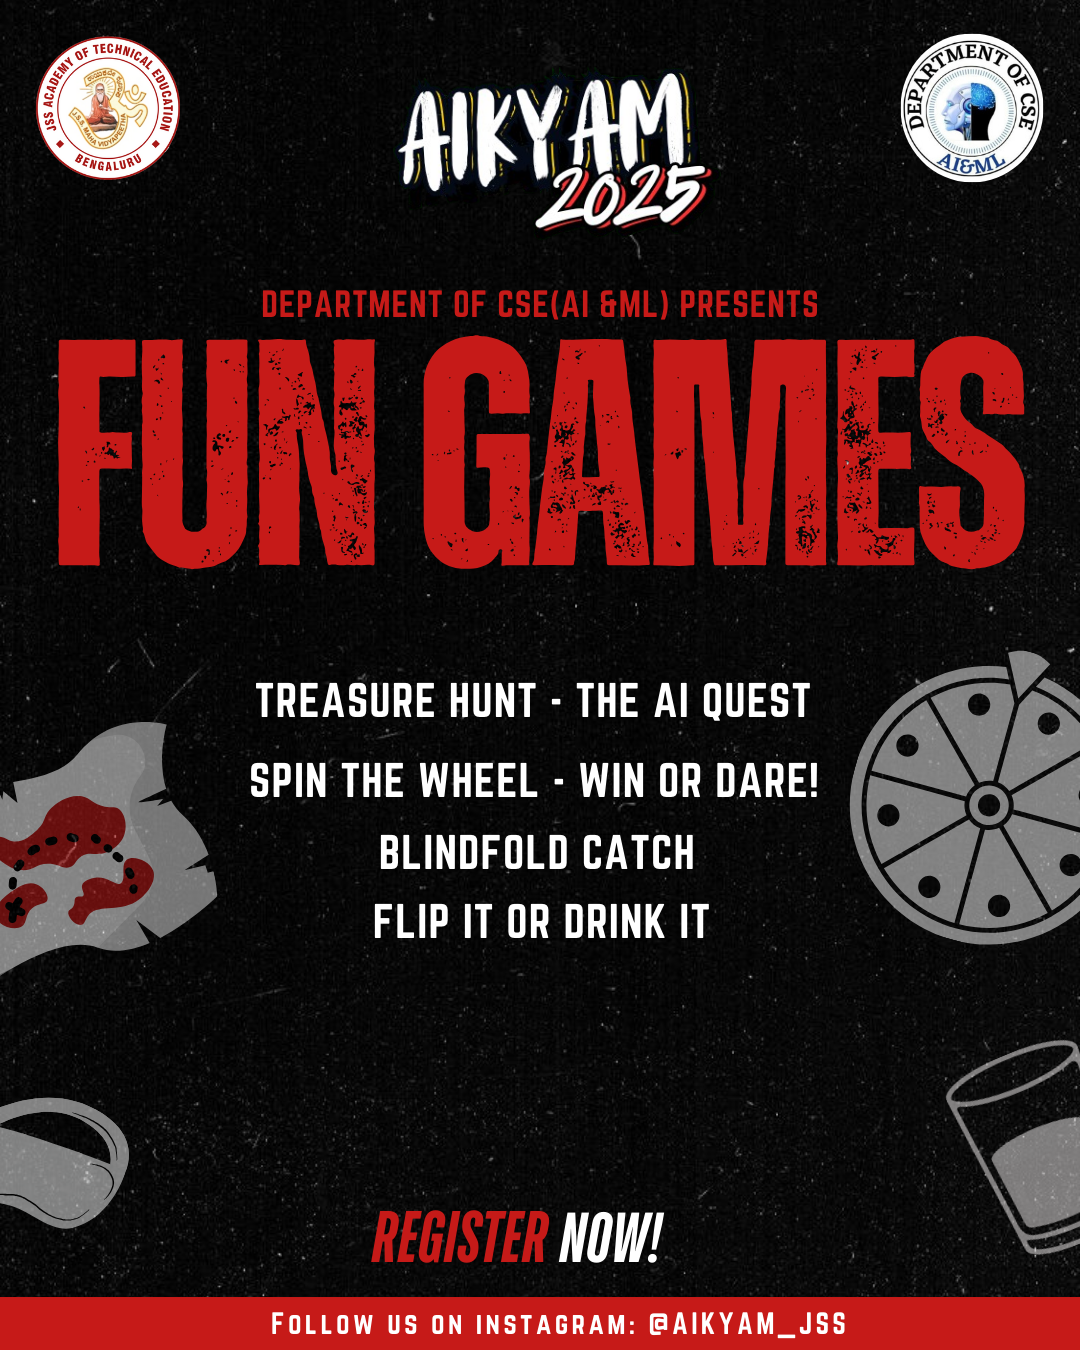 JSS ACADEMY OF TECHNICAL EDUCATION
J.S.S. MAHA VIDYAPEETHA
BENGALURU
AIKYAM
2025
DEPARTMENT OF CSE
AI&ML
DEPARTMENT OF CSE(AI &ML) PRESENTS
FUN GAMES
TREASURE HUNT - THE AI QUEST
SPIN THE WHEEL - WIN OR DARE!
BLINDFOLD CATCH
FLIP IT OR DRINK IT
REGISTER NOW!
FOLLOW US ON INSTAGRAM: @AIKYAM_JSS